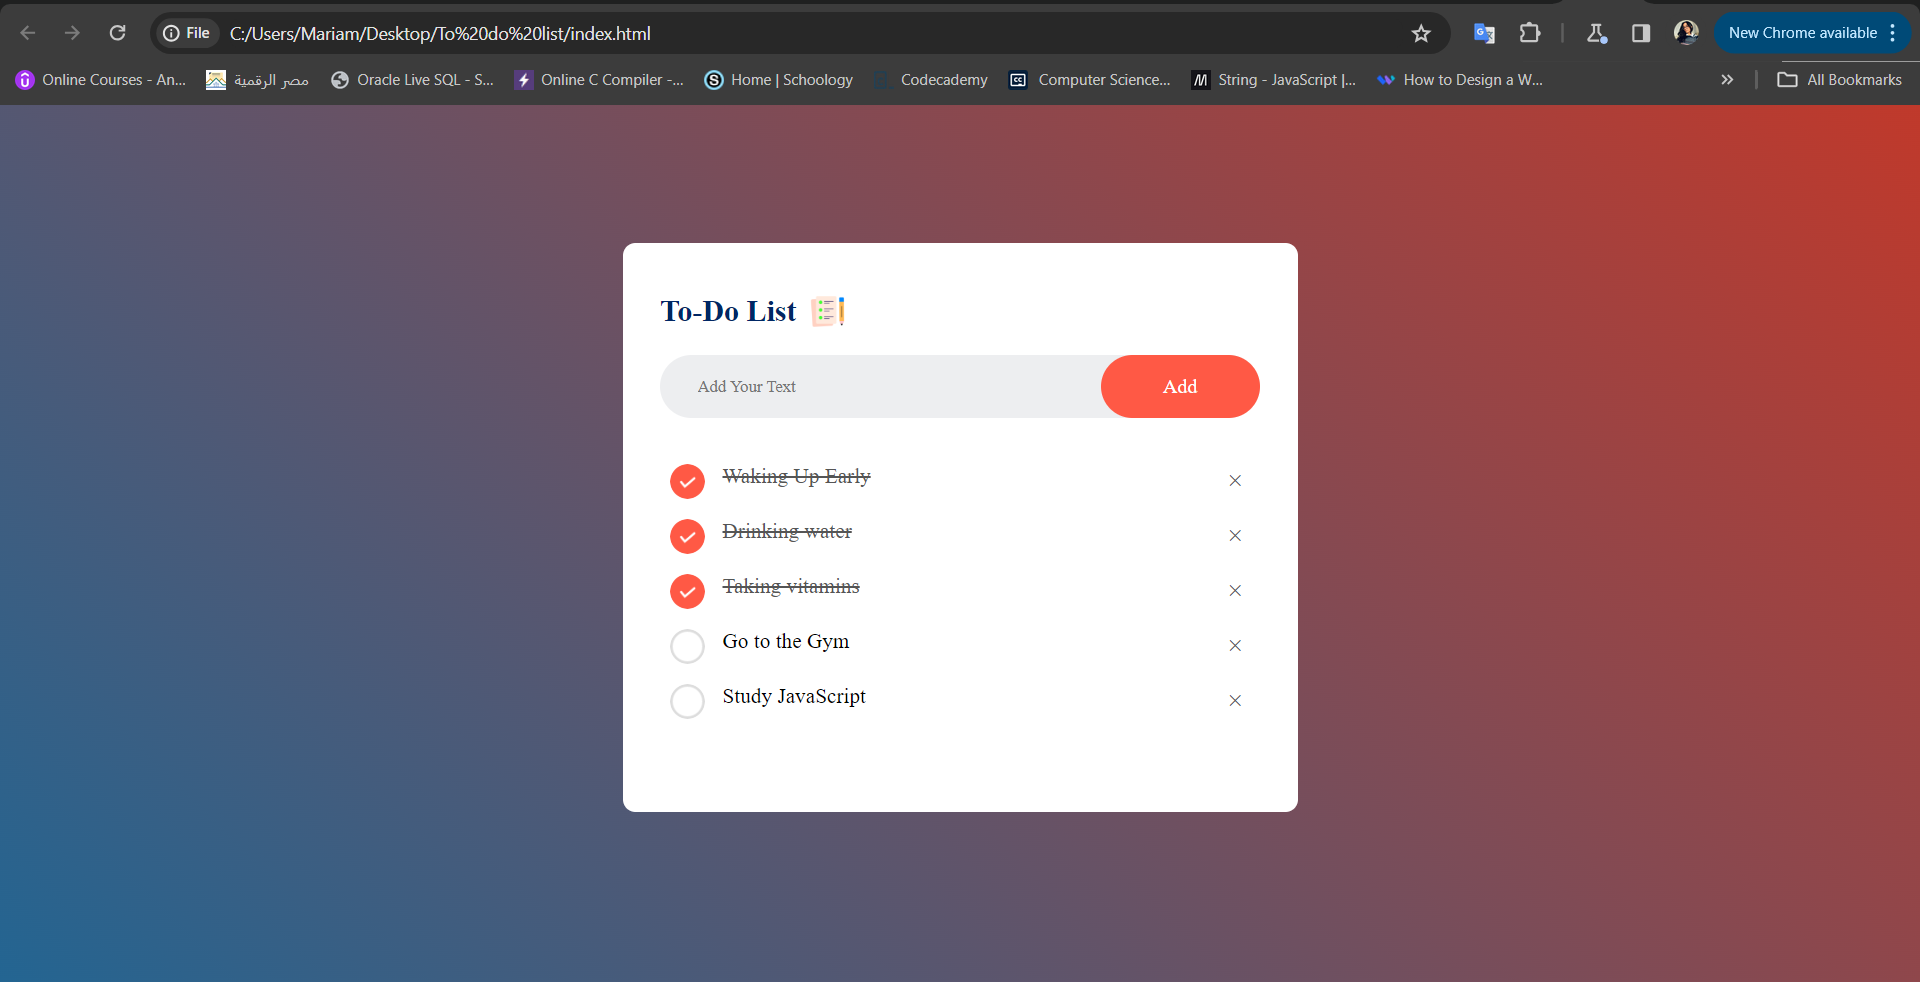 File C:/Users/Mariam/Desktop/To%20do%20list/index.html New Chrome available
Online Courses - An... مصر الرقمية Oracle Live SQL - S... Online C Compiler -... Home | Schoology Codecademy Computer Science... String - JavaScript |... How to Design a W... All Bookmarks
To-Do List
Add Your Text Add
Waking Up Early
Drinking water
Taking vitamins
Go to the Gym
Study JavaScript